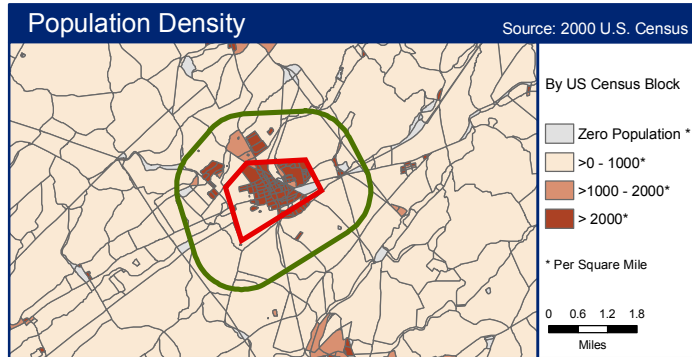 Population Density
Source: 2000 U.S. Census
By US Census Block
Zero Population *
>0 - 1000*
>1000 - 2000*
> 2000*
* Per Square Mile
0 0.6 1.2 1.8
Miles